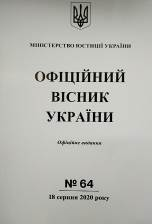 МІНІСТЕРСТВО ЮСТИЦІЇ УКРАЇНИ
ОФІЦІЙНИЙ
ВІСНИК
УКРАЇНИ
Офіційне видання
№ 64
18 серпня 2020 року